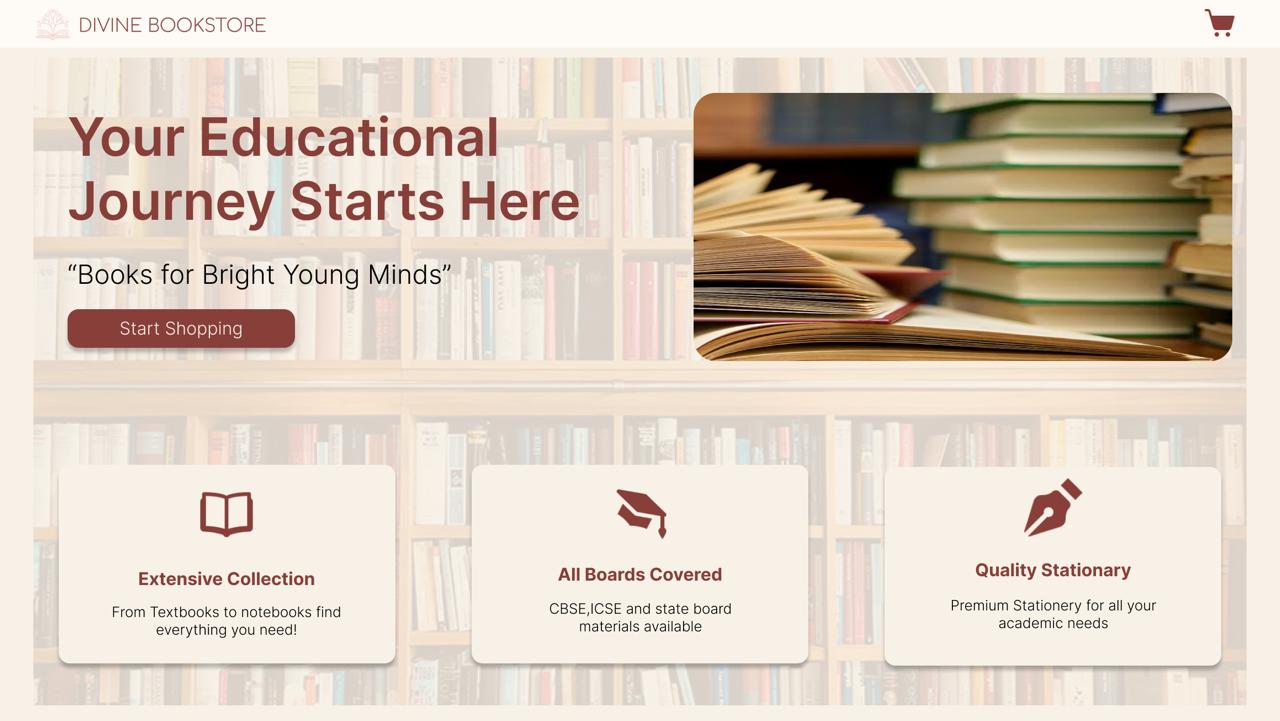 DIVINE BOOKSTORE
Your Educational
Journey Starts Here
“Books for Bright Young Minds”
Start Shopping
Extensive Collection
From Textbooks to notebooks find
everything you need!
All Boards Covered
CBSE,ICSE and state board
materials available
Quality Stationary
Premium Stationery for all your
academic needs